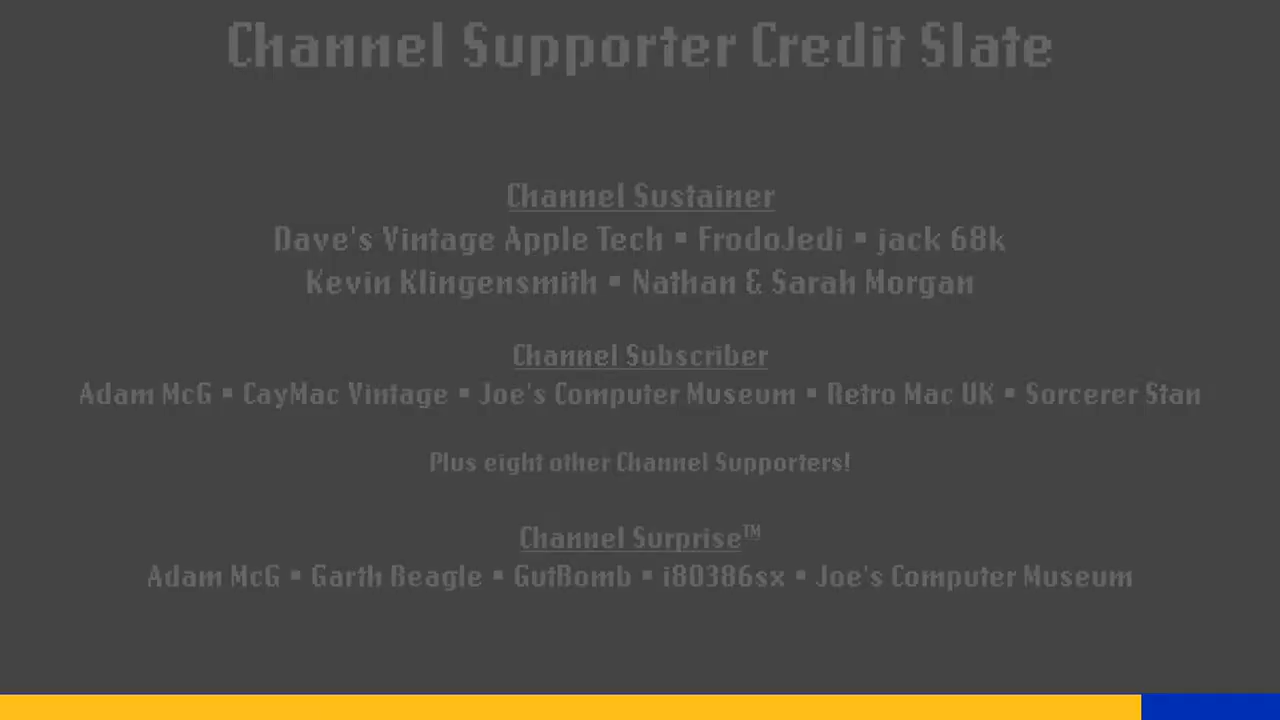 Channel Supporter Credit Slate
Channel Sustainer
Dave's Vintage Apple Tech ▪ FrodoJedi ▪ jack 68k
Kevin Klingensmith ▪ Nathan & Sarah Morgan
Channel Subscriber
Adam McG ▪ CayMac Vintage ▪ Joe's Computer Museum ▪ Retro Mac UK ▪ Sorcerer Stan
Plus eight other Channel Supporters!
Channel Surprise™
Adam McG ▪ Garth Beagle ▪ GutBomb ▪ i80386sx ▪ Joe's Computer Museum